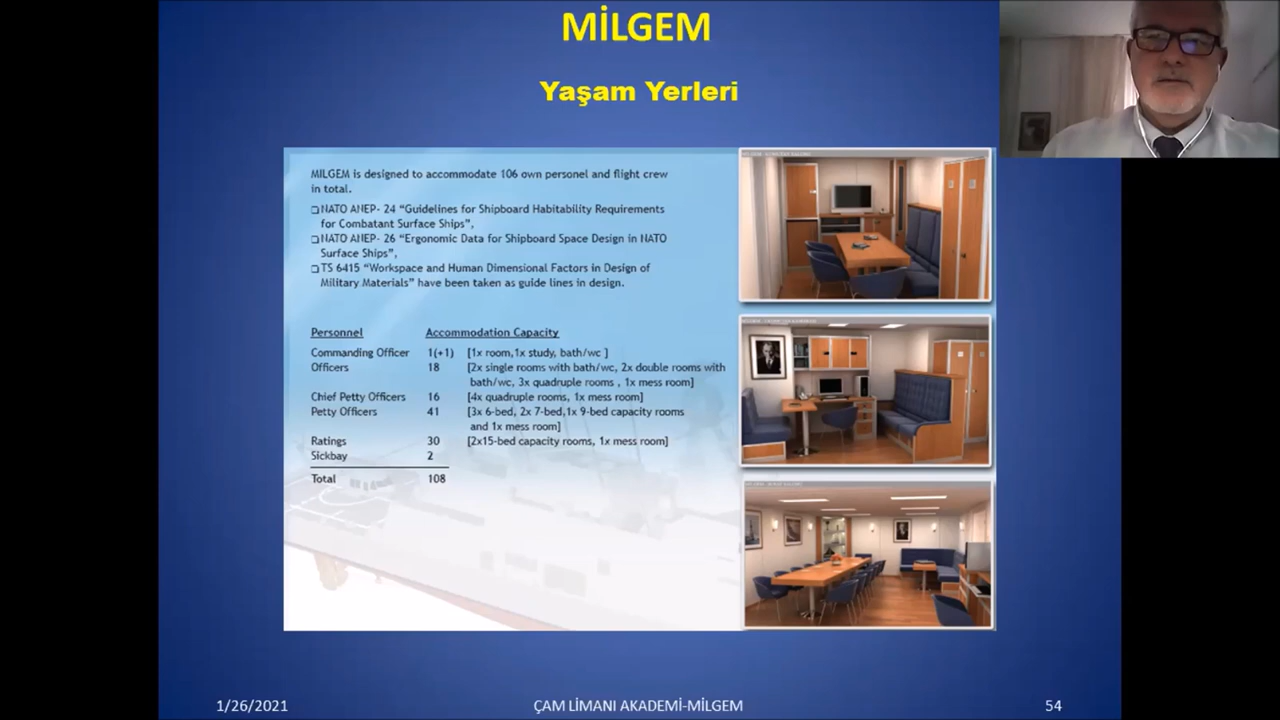 MİLGEM
Yaşam Yerleri
MILGEM is designed to accommodate 106 own personel and flight crew
in total.
❏NATO ANEP- 24 “Guidelines for Shipboard Habitability Requirements
for Combatant Surface Ships”,
❏NATO ANEP- 26 “Ergonomic Data for Shipboard Space Design in NATO
Surface Ships”,
❏TS 6415 “Workspace and Human Dimensional Factors in Design of
Military Materials” have been taken as guide lines in design.
Personnel Accommodation Capacity
Commanding Officer 1(+1) [1x room,1x study, bath/wc ]
Officers 18 [2x single rooms with bath/wc, 2x double rooms with
bath/wc, 3x quadruple rooms , 1x mess room]
Chief Petty Officers 16 [4x quadruple rooms, 1x mess room]
Petty Officers 41 [3x 6-bed, 2x 7-bed,1x 9-bed capacity rooms
and 1x mess room]
Ratings 30 [2x15-bed capacity rooms, 1x mess room]
Sickbay 2
Total 108
1/26/2021 ÇAM LİMANI AKADEMİ-MİLGEM 54